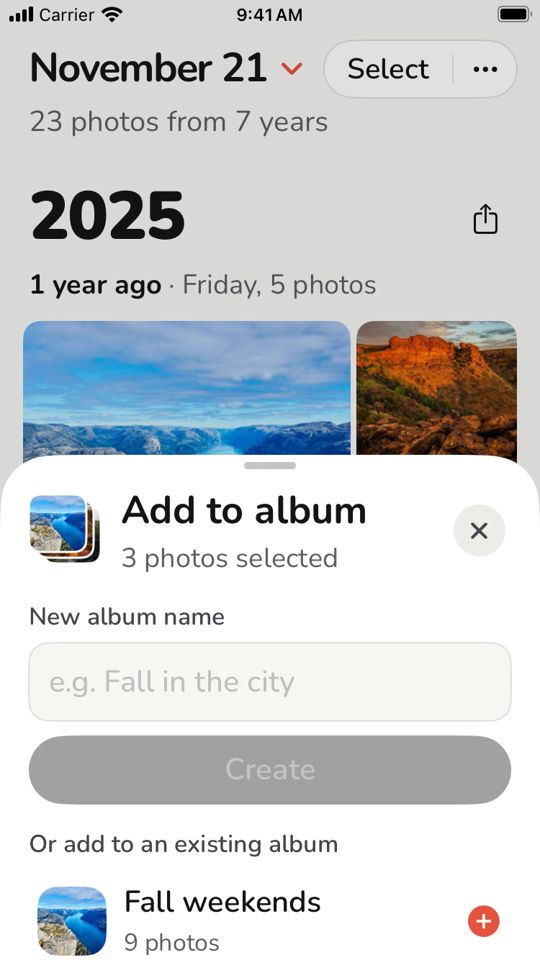 Carrier 9:41 AM
November 21 Select
23 photos from 7 years
2025
1 year ago · Friday, 5 photos
Add to album
3 photos selected
New album name
e.g. Fall in the city
Create
Or add to an existing album
Fall weekends
9 photos